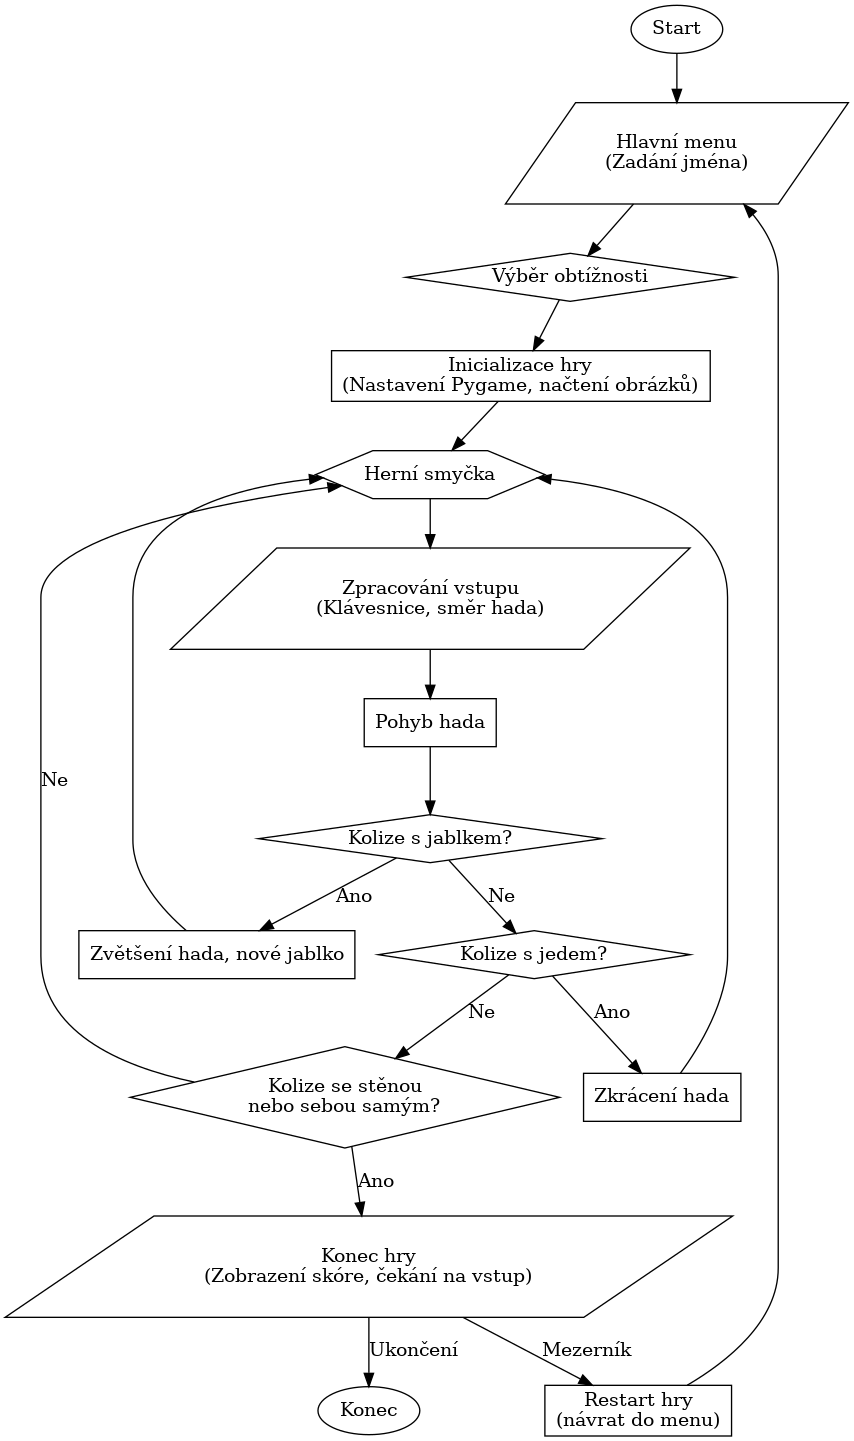 Start
Hlavní menu
(Zadání jména)
Výběr obtížnosti
Inicializace hry
(Nastavení Pygame, načtení obrázků)
Herní smyčka
Zpracování vstupu
(Klávesnice, směr hada)
Pohyb hada
Ne
Kolize s jablkem?
Ano
Ne
Zvětšení hada, nové jablko
Kolize s jedem?
Ne
Ano
Kolize se stěnou
nebo sebou samým?
Zkrácení hada
Ano
Konec hry
(Zobrazení skóre, čekání na vstup)
Ukončení
Mezerník
Konec
Restart hry
(návrat do menu)